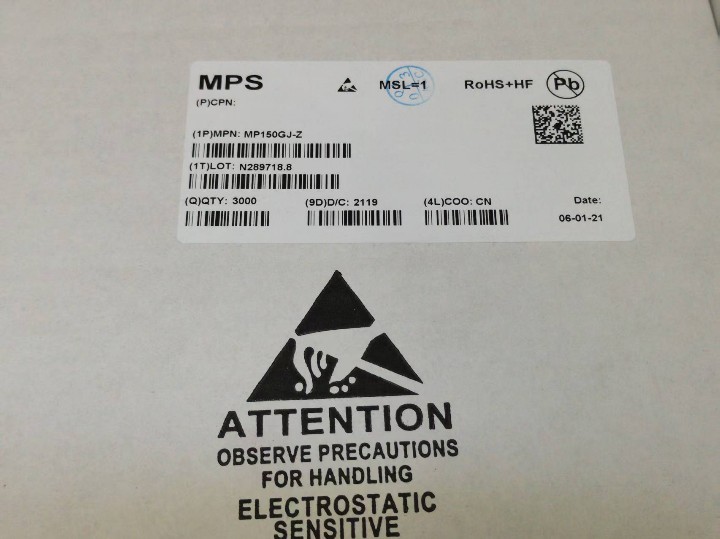 MPS
MSL=1
RoHS+HF
Pb
(P)CPN:
(1P)MPN: MP150GJ-Z
(1T)LOT: N289718.8
(Q)QTY: 3000
(9D)D/C: 2119
(4L)COO: CN
Date:
06-01-21
ATTENTION
OBSERVE PRECAUTIONS
FOR HANDLING
ELECTROSTATIC
SENSITIVE